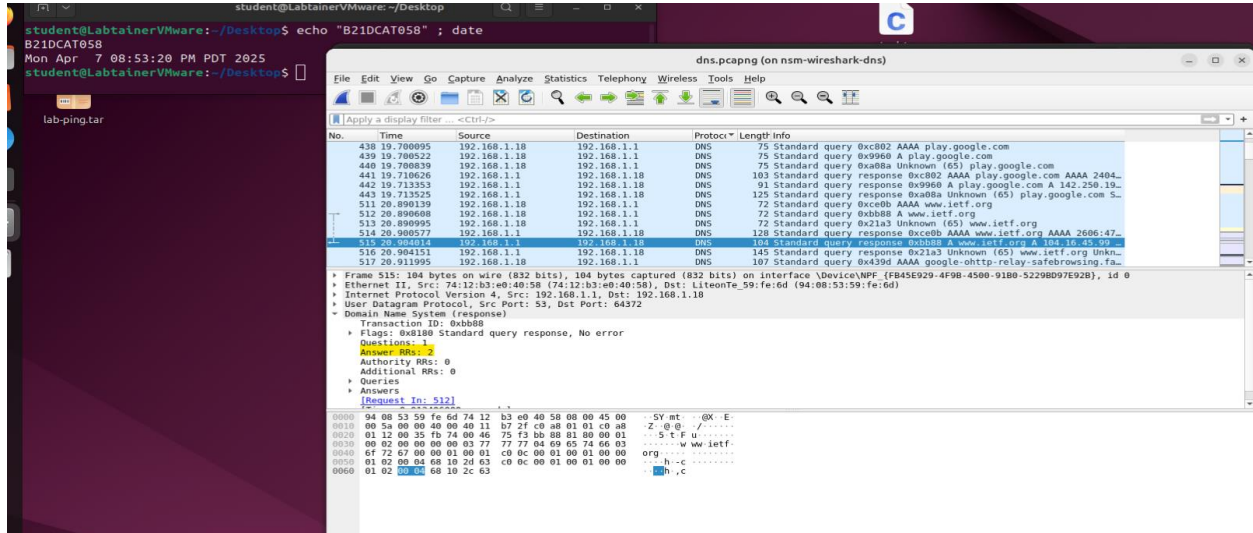 student@LabtainerVMware: ~/Desktop
student@LabtainerVMware:~/Desktop$ echo "B21DCAT058" ; date
B21DCAT058
Mon Apr 7 08:53:20 PM PDT 2025
student@LabtainerVMware:~/Desktop$
lab-ping.tar
C
dns.pcapng (on nsm-wireshark-dns)
File Edit View Go Capture Analyze Statistics Telephony Wireless Tools Help
Apply a display filter ... <Ctrl-/>
No. Time Source Destination Protocc Length Info
438 19.700095 192.168.1.18 192.168.1.1 DNS 75 Standard query 0xc802 AAAA play.google.com
439 19.700522 192.168.1.18 192.168.1.1 DNS 75 Standard query 0x9960 A play.google.com
440 19.700839 192.168.1.18 192.168.1.1 DNS 75 Standard query 0xa08a Unknown (65) play.google.com
441 19.710626 192.168.1.1 192.168.1.18 DNS 103 Standard query response 0xc802 AAAA play.google.com AAAA 2404…
442 19.713353 192.168.1.1 192.168.1.18 DNS 91 Standard query response 0x9960 A play.google.com A 142.250.19…
443 19.713525 192.168.1.1 192.168.1.18 DNS 125 Standard query response 0xa08a Unknown (65) play.google.com S…
511 20.890139 192.168.1.18 192.168.1.1 DNS 72 Standard query 0xce0b AAAA www.ietf.org
512 20.890608 192.168.1.18 192.168.1.1 DNS 72 Standard query 0xbb88 A www.ietf.org
513 20.890995 192.168.1.18 192.168.1.1 DNS 72 Standard query 0x21a3 Unknown (65) www.ietf.org
514 20.900577 192.168.1.1 192.168.1.18 DNS 128 Standard query response 0xce0b AAAA www.ietf.org AAAA 2606:47…
515 20.904014 192.168.1.1 192.168.1.18 DNS 104 Standard query response 0xbb88 A www.ietf.org A 104.16.45.99 …
516 20.904151 192.168.1.1 192.168.1.18 DNS 145 Standard query response 0x21a3 Unknown (65) www.ietf.org Unkn…
517 20.911995 192.168.1.18 192.168.1.1 DNS 107 Standard query 0x439d AAAA google-ohttp-relay-safebrowsing.fa…
Frame 515: 104 bytes on wire (832 bits), 104 bytes captured (832 bits) on interface \Device\NPF_{FB45E929-4F9B-4500-91B0-5229BD97E92B}, id 0
Ethernet II, Src: 74:12:b3:e0:40:58 (74:12:b3:e0:40:58), Dst: LiteonTe_59:fe:6d (94:08:53:59:fe:6d)
Internet Protocol Version 4, Src: 192.168.1.1, Dst: 192.168.1.18
User Datagram Protocol, Src Port: 53, Dst Port: 64372
Domain Name System (response)
Transaction ID: 0xbb88
Flags: 0x8180 Standard query response, No error
Questions: 1
Answer RRs: 2
Authority RRs: 0
Additional RRs: 0
Queries
Answers
[Request In: 512]
0000 94 08 53 59 fe 6d 74 12 b3 e0 40 58 08 00 45 00 ··SY·mt· ··@X··E·
0010 00 5a 00 00 40 00 40 11 b7 2f c0 a8 01 01 c0 a8 ·Z··@·@· ·/······
0020 01 12 00 35 fb 74 00 46 75 f3 bb 88 81 80 00 01 ···5·t·F u·······
0030 00 02 00 00 00 00 03 77 77 77 04 69 65 74 66 03 ·······w ww·ietf·
0040 6f 72 67 00 00 01 00 01 c0 0c 00 01 00 01 00 00 org····· ········
0050 01 02 00 04 68 10 2d 63 c0 0c 00 01 00 01 00 00 ····h·-c ········
0060 01 02 00 04 68 10 2c 63 ····h·,c